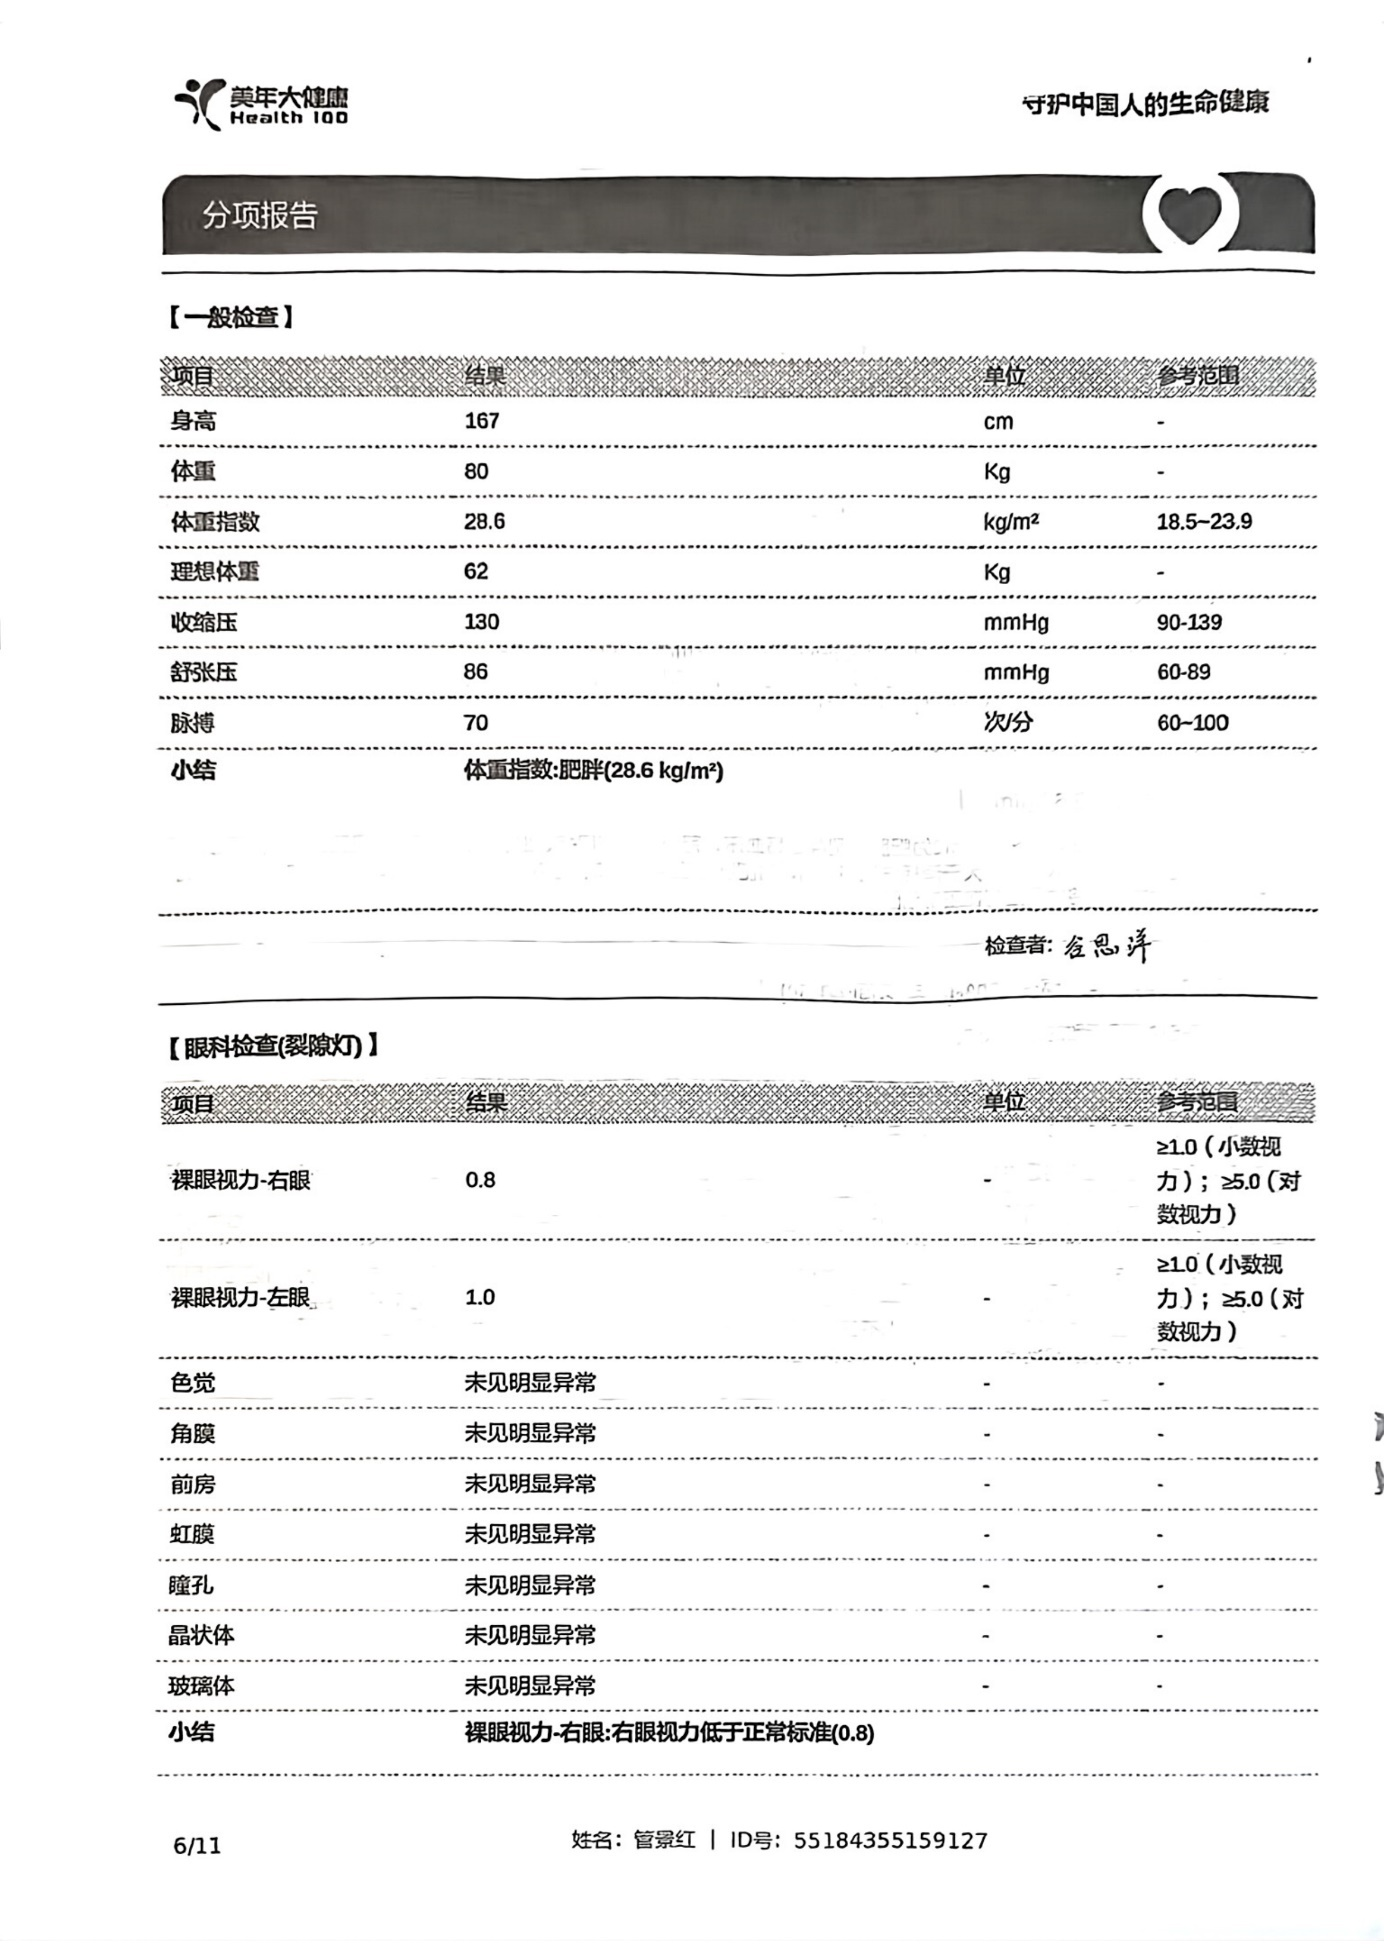 美年大健康
Health 100
守护中国人的生命健康
分项报告
【一般检查】
项目 结果 单位 参考范围
身高 167 cm -
体重 80 Kg -
体重指数 28.6 kg/m² 18.5~23.9
理想体重 62 Kg -
收缩压 130 mmHg 90-139
舒张压 86 mmHg 60-89
脉搏 70 次/分 60~100
小结 体重指数:肥胖(28.6 kg/m²)
检查者: 谷思洋
【眼科检查(裂隙灯)】
项目 结果 单位 参考范围
裸眼视力-右眼 0.8 - ≥1.0（小数视
力）；≥5.0（对
数视力）
裸眼视力-左眼 1.0 - ≥1.0（小数视
力）；≥5.0（对
数视力）
色觉 未见明显异常 - -
角膜 未见明显异常 - -
前房 未见明显异常 - -
虹膜 未见明显异常 - -
瞳孔 未见明显异常 - -
晶状体 未见明显异常 - -
玻璃体 未见明显异常 - -
小结 裸眼视力-右眼:右眼视力低于正常标准(0.8)
6/11
姓名：管景红 | ID号：55184355159127